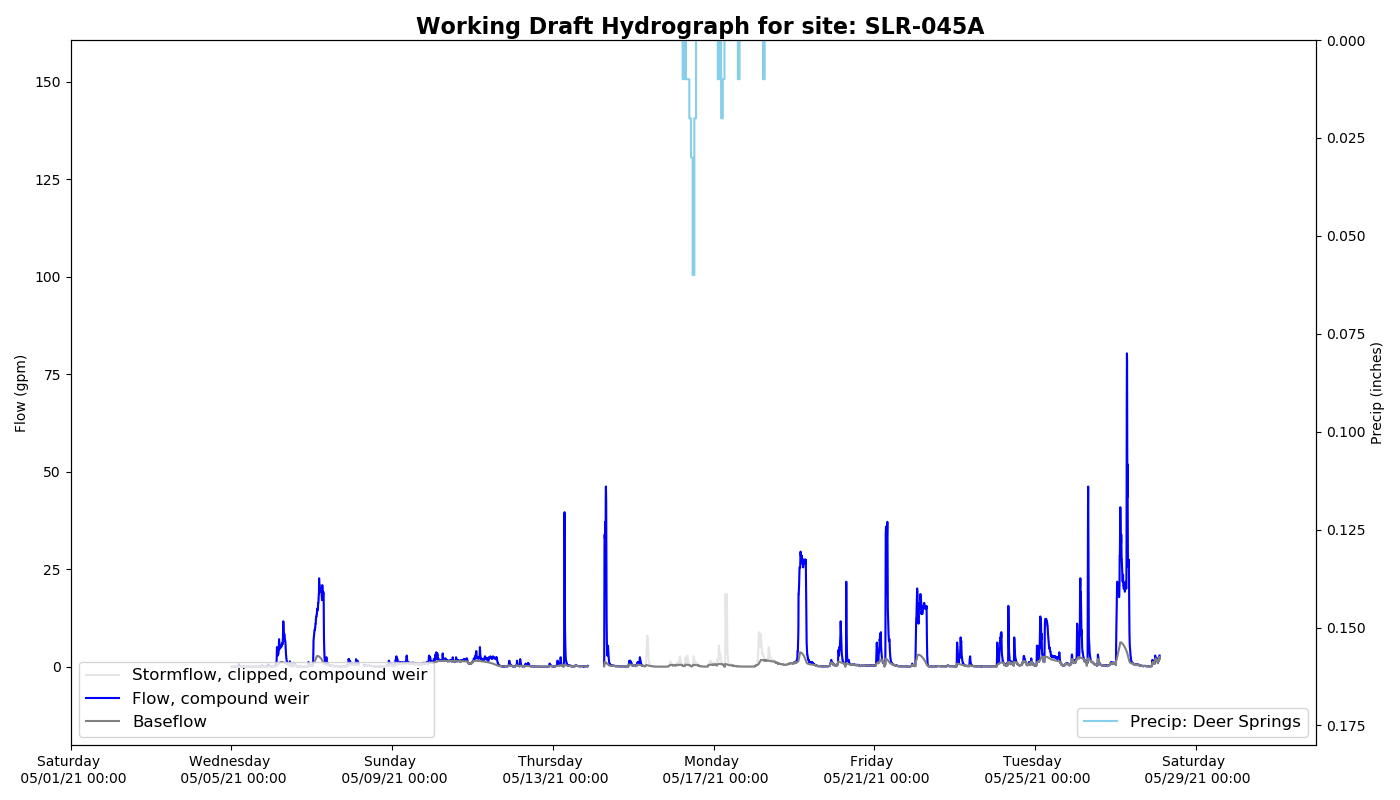 Working Draft Hydrograph for site: SLR-045A
150
125
100
75
50
25
0
Flow (gpm)
0.000
0.025
0.050
0.075
0.100
0.125
0.150
0.175
Precip (inches)
Stormflow, clipped, compound weir
Flow, compound weir
Baseflow
Precip: Deer Springs
Saturday
05/01/21 00:00
Wednesday
05/05/21 00:00
Sunday
05/09/21 00:00
Thursday
05/13/21 00:00
Monday
05/17/21 00:00
Friday
05/21/21 00:00
Tuesday
05/25/21 00:00
Saturday
05/29/21 00:00